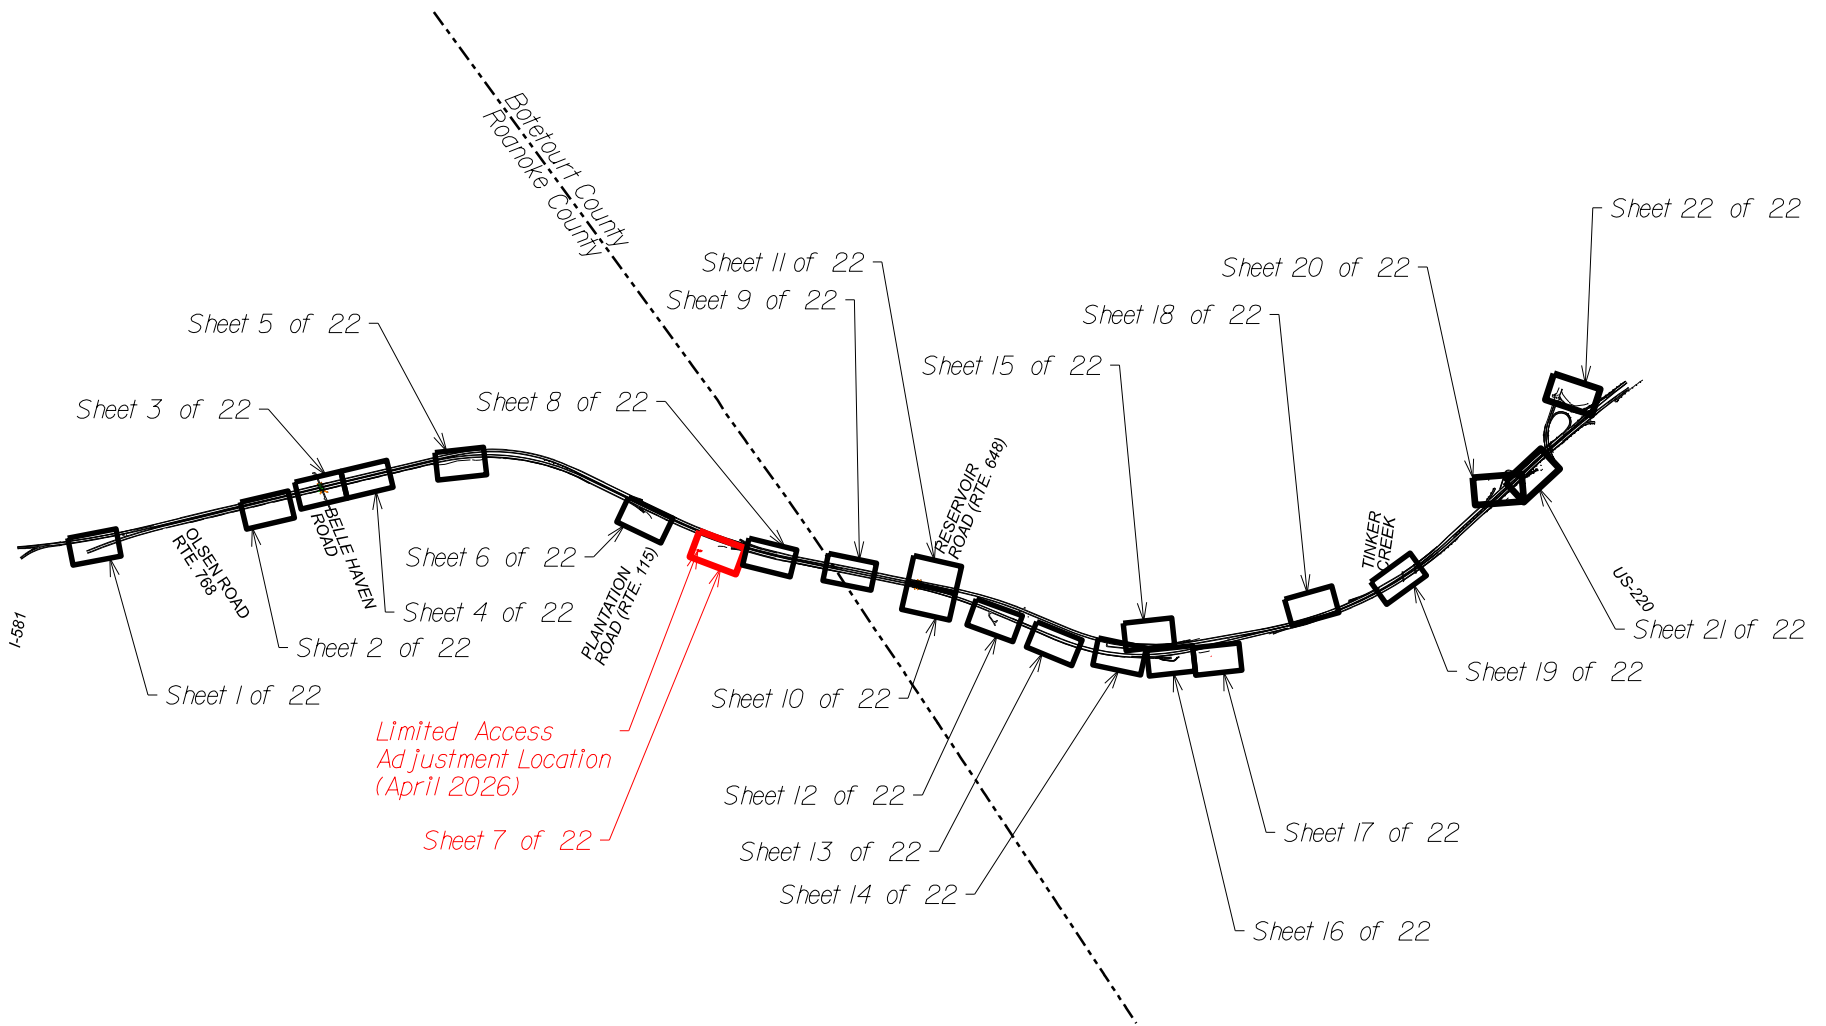 Botetourt County
Roanoke County
Sheet 22 of 22
Sheet 11 of 22
Sheet 20 of 22
Sheet 9 of 22
Sheet 18 of 22
Sheet 5 of 22
Sheet 15 of 22
Sheet 8 of 22
Sheet 3 of 22
RESERVOIR
ROAD (RTE. 648)
BELLE HAVEN
ROAD
OLSEN ROAD
RTE. 768
TINKER
CREEK
Sheet 6 of 22
PLANTATION
ROAD (RTE. 115)
US-220
Sheet 4 of 22
I-581
Sheet 21 of 22
Sheet 2 of 22
Sheet 19 of 22
Sheet 1 of 22
Sheet 10 of 22
Limited Access
Adjustment Location
(April 2026)
Sheet 12 of 22
Sheet 7 of 22
Sheet 17 of 22
Sheet 13 of 22
Sheet 14 of 22
Sheet 16 of 22